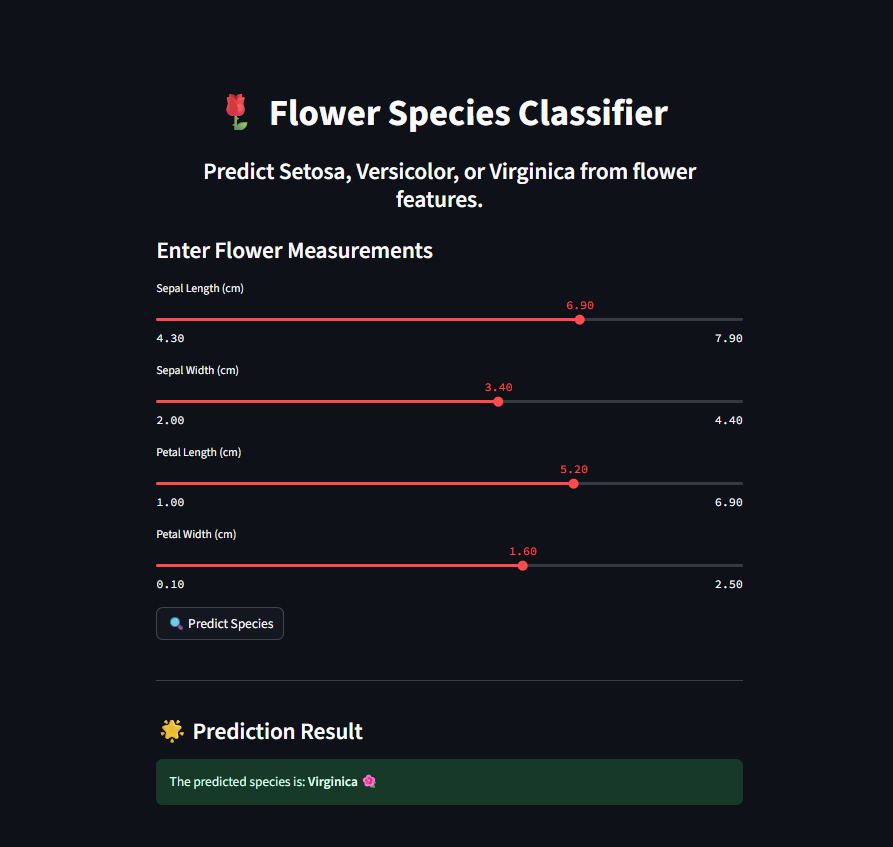 🌹 Flower Species Classifier
Predict Setosa, Versicolor, or Virginica from flower
features.
Enter Flower Measurements
Sepal Length (cm)
6.90
4.30 7.90
Sepal Width (cm)
3.40
2.00 4.40
Petal Length (cm)
5.20
1.00 6.90
Petal Width (cm)
1.60
0.10 2.50
🔍 Predict Species
🌟 Prediction Result
The predicted species is: Virginica 🌺